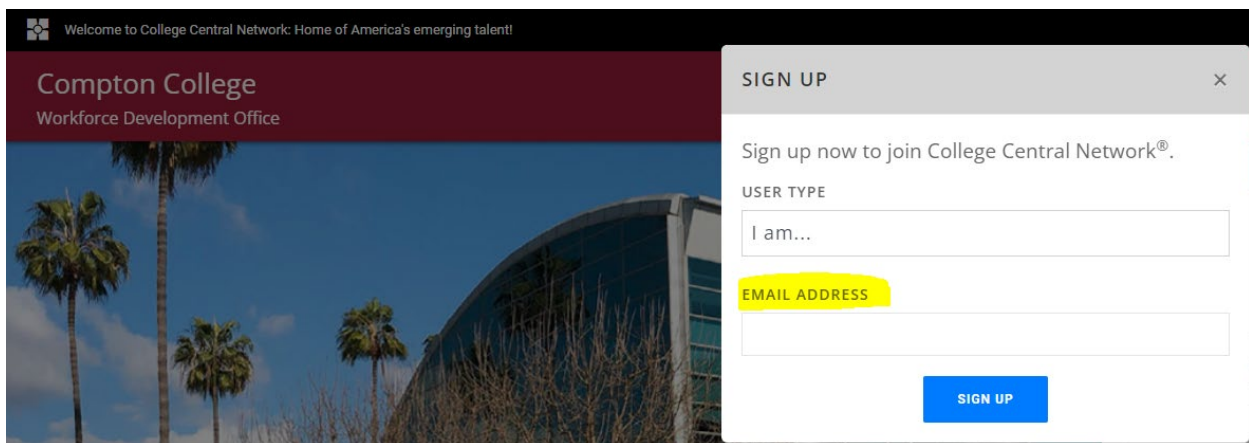 Welcome to College Central Network: Home of America's emerging talent!
Compton College
Workforce Development Office
SIGN UP ×
Sign up now to join College Central Network®.
USER TYPE
I am...
EMAIL ADDRESS
SIGN UP